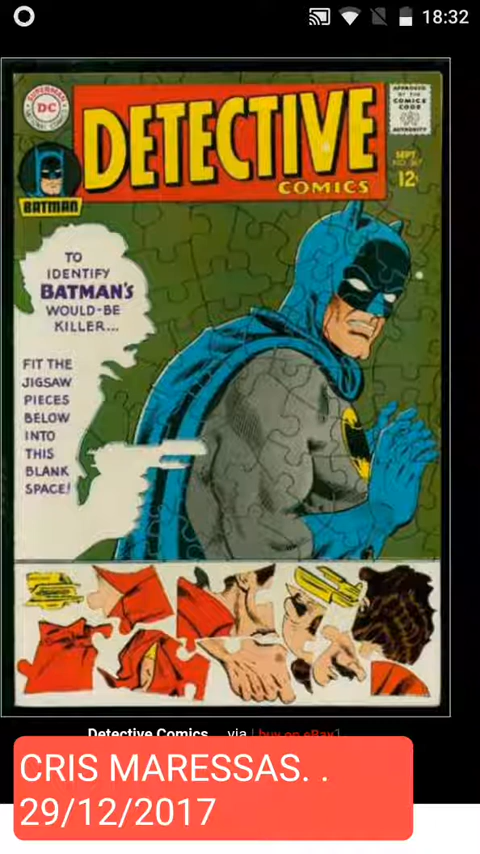 18:32
SUPERMAN
DC
NATIONAL COMICS
DETECTIVE
COMICS
APPROVED
BY THE
COMICS
CODE
AUTHORITY
SEPT.
NO. 367
12¢
BATMAN
TO
IDENTIFY
BATMAN'S
WOULD-BE
KILLER...
FIT THE
JIGSAW
PIECES
BELOW
INTO
THIS
BLANK
SPACE!
Detective Comics... via [ buy on eBay]
CRIS MARESSAS. .
29/12/2017